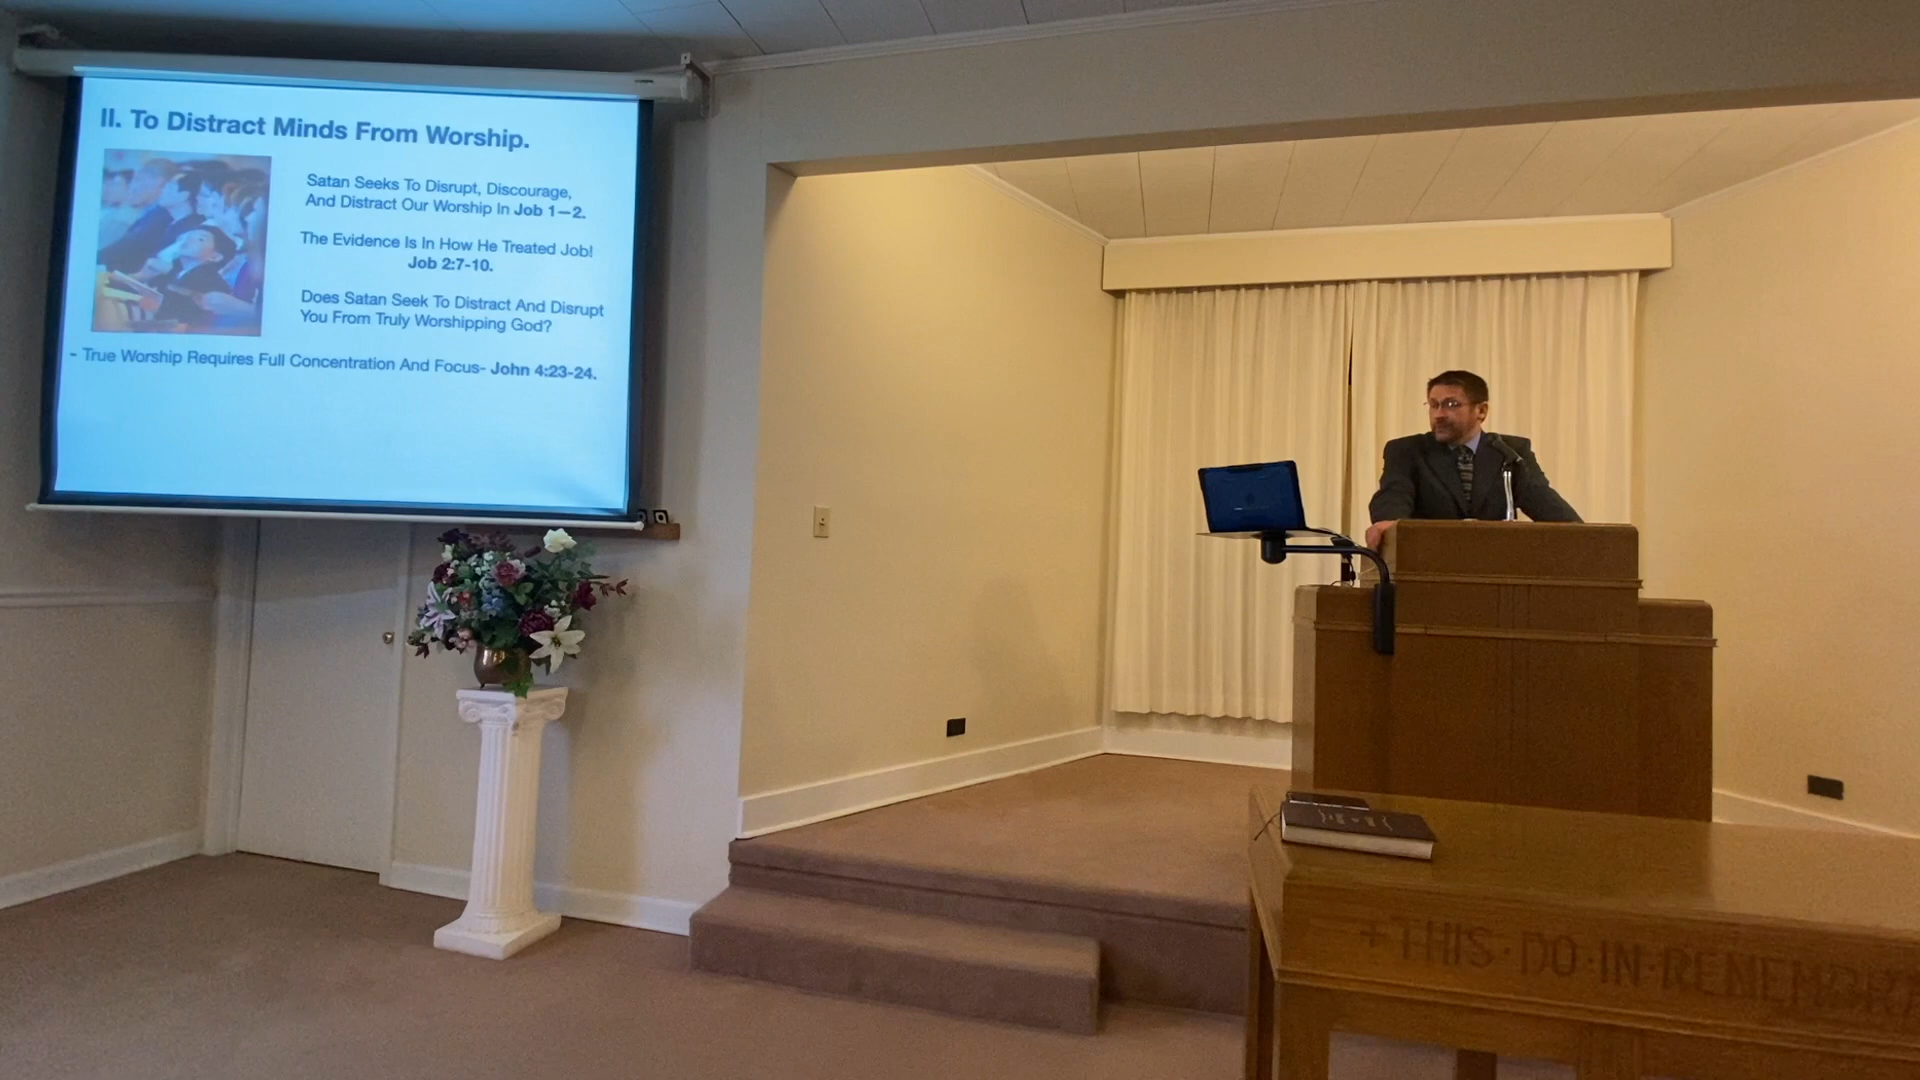 II. To Distract Minds From Worship.
Satan Seeks To Disrupt, Discourage,
And Distract Our Worship In Job 1—2.
The Evidence Is In How He Treated Job!
Job 2:7-10.
Does Satan Seek To Distract And Disrupt
You From Truly Worshipping God?
- True Worship Requires Full Concentration And Focus- John 4:23-24.
+ THIS · DO · IN ·